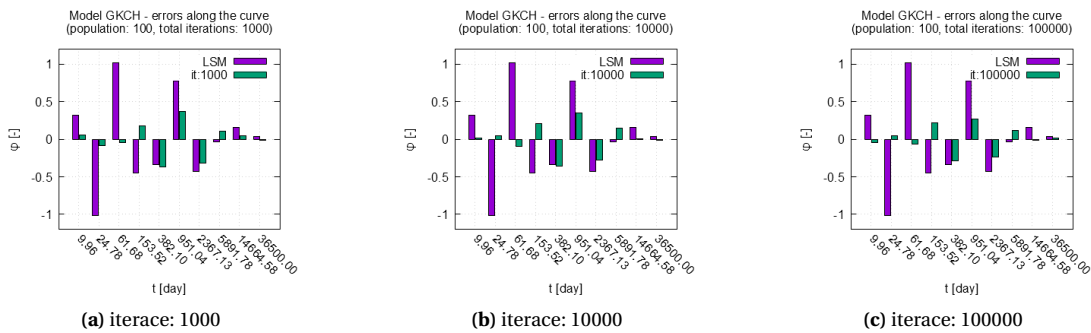 Model GKCH - errors along the curve
(population: 100, total iterations: 1000)
LSM
it:1000
1
0.5
0
-0.5
-1
φ [-]
9.96
24.78
61.68
153.52
382.10
951.04
2367.13
5891.78
14664.58
36500.00
t [day]
(a) iterace: 1000
Model GKCH - errors along the curve
(population: 100, total iterations: 10000)
LSM
it:10000
1
0.5
0
-0.5
-1
φ [-]
9.96
24.78
61.68
153.52
382.10
951.04
2367.13
5891.78
14664.58
36500.00
t [day]
(b) iterace: 10000
Model GKCH - errors along the curve
(population: 100, total iterations: 100000)
LSM
it:100000
1
0.5
0
-0.5
-1
φ [-]
9.96
24.78
61.68
153.52
382.10
951.04
2367.13
5891.78
14664.58
36500.00
t [day]
(c) iterace: 100000